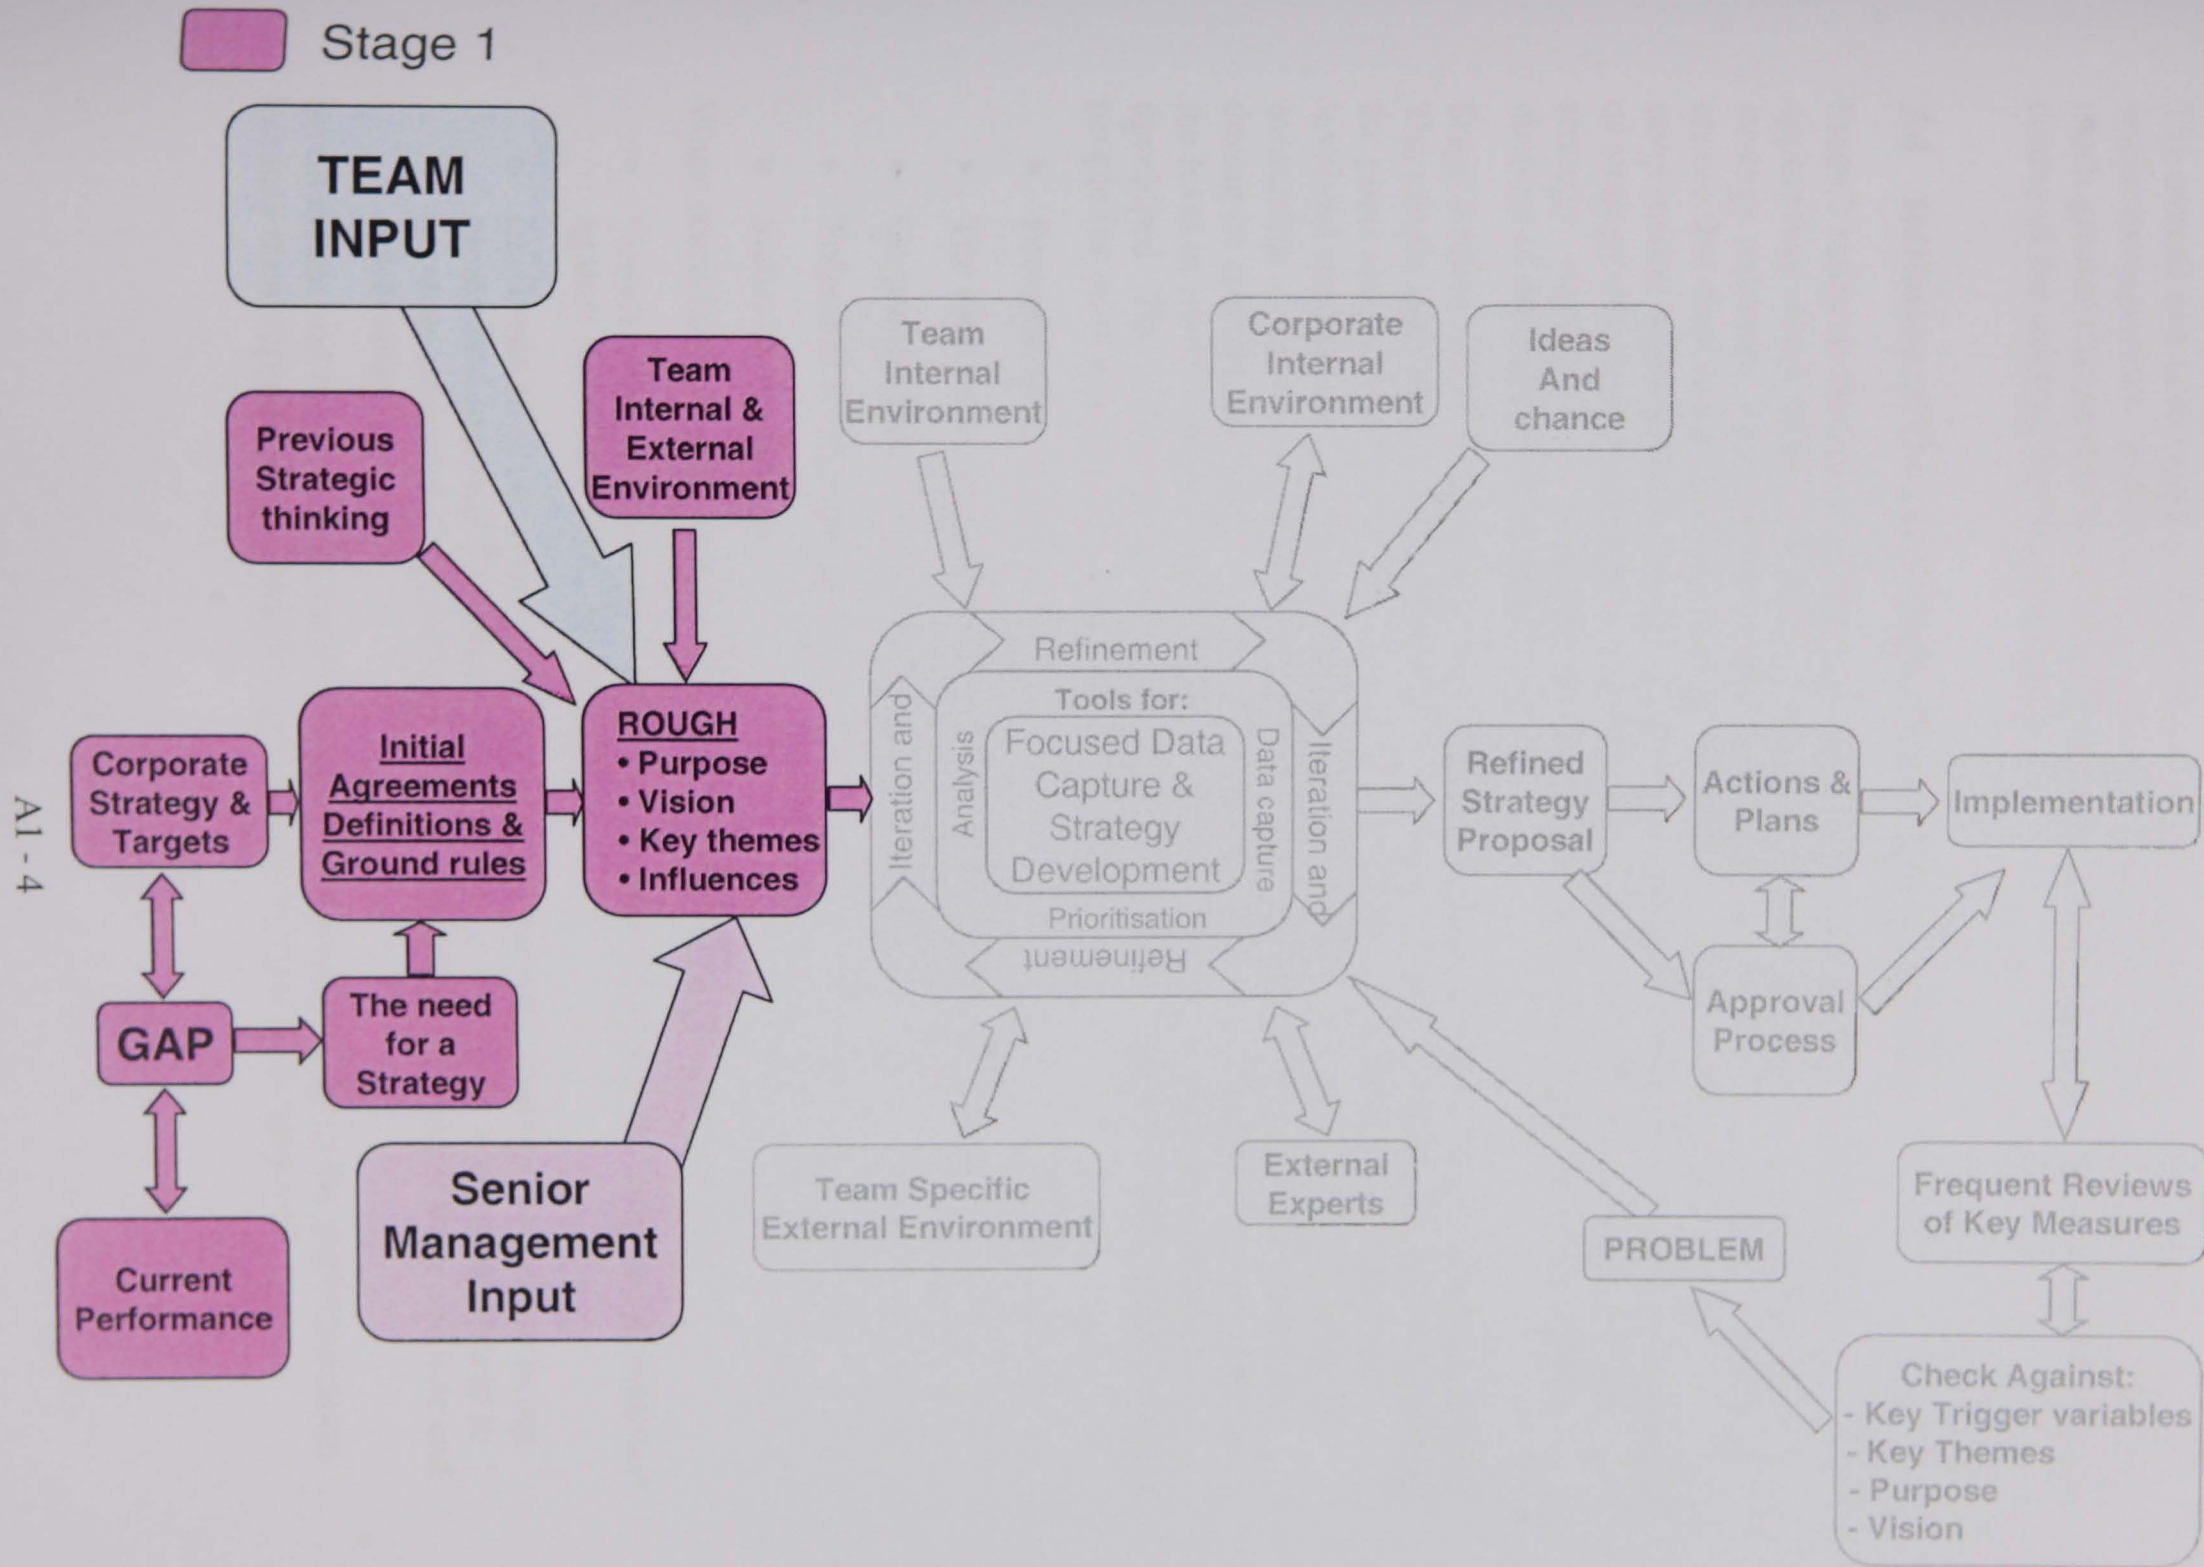 Stage 1
TEAM
INPUT
Team
Internal &
External
Environment
Previous
Strategic
thinking
Team
Internal
Environment
Corporate
Internal
Environment
Ideas
And
chance
Corporate
Strategy &
Targets
Initial
Agreements
Definitions &
Ground rules
ROUGH
• Purpose
• Vision
• Key themes
• Influences
Refinement
Iteration and
Tools for:
Analysis
Focused Data
Capture &
Strategy
Development
Data capture
Iteration and
Prioritisation
Refinement
Refined
Strategy
Proposal
Actions &
Plans
Implementation
Approval
Process
GAP
The need
for a
Strategy
Current
Performance
Senior
Management
Input
Team Specific
External Environment
External
Experts
PROBLEM
Frequent Reviews
of Key Measures
Check Against:
- Key Trigger variables
- Key Themes
- Purpose
- Vision
A1 - 4